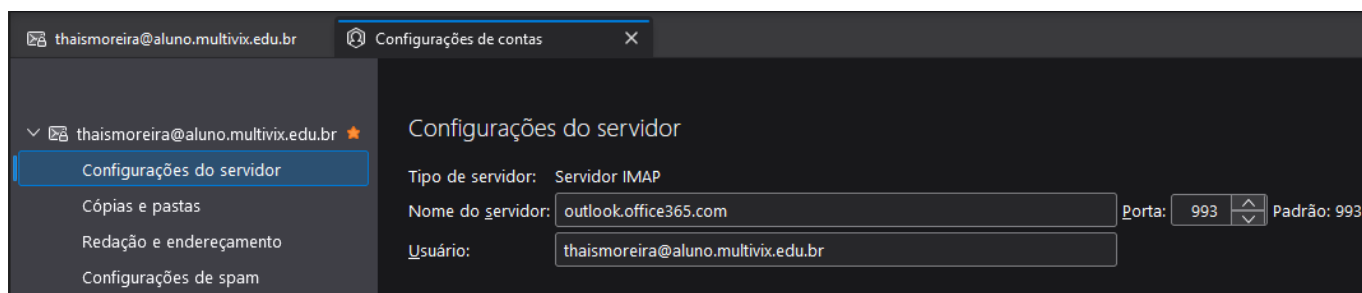 thaismoreira@aluno.multivix.edu.br Configurações de contas
thaismoreira@aluno.multivix.edu.br
Configurações do servidor
Cópias e pastas
Redação e endereçamento
Configurações de spam
Configurações do servidor
Tipo de servidor: Servidor IMAP
Nome do servidor: outlook.office365.com Porta: 993 Padrão: 993
Usuário: thaismoreira@aluno.multivix.edu.br